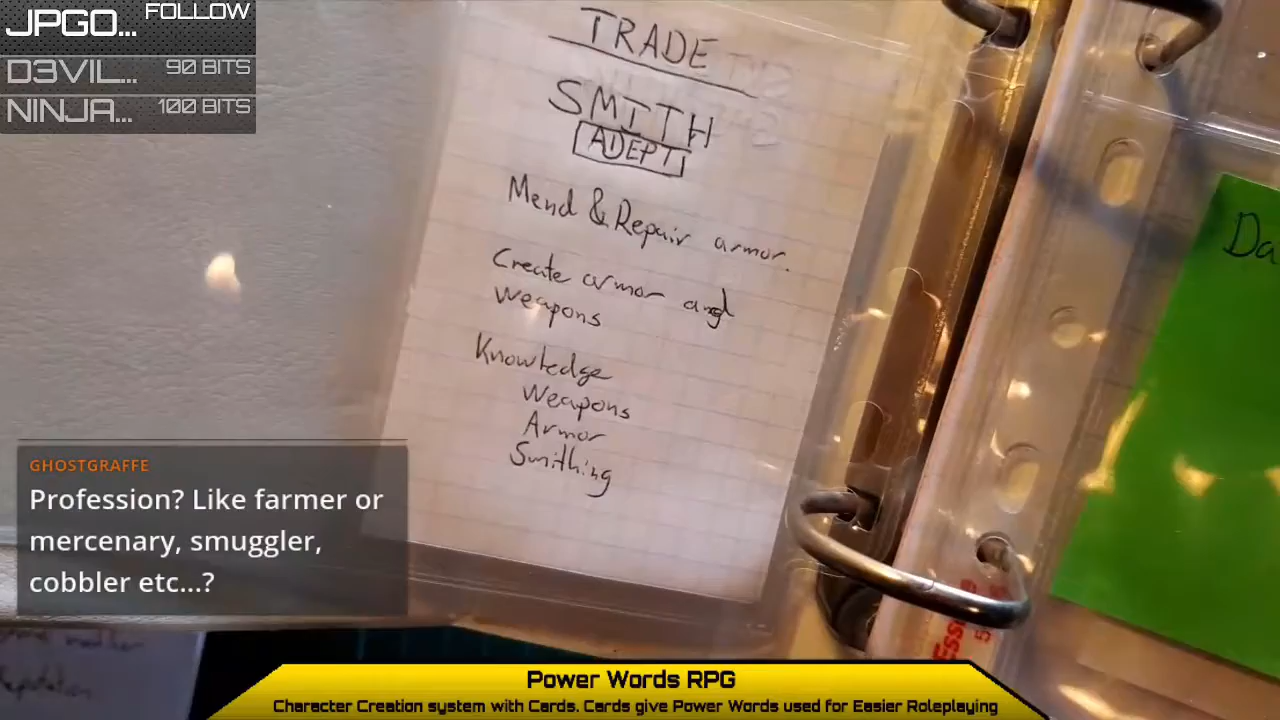 JPGO... FOLLOW
D3VIL... 90 BITS
NINJA... 100 BITS
TRADE
SMITH
ADEPT
Mend & Repair armor.
Create armor and
Weapons
Knowledge
Weapons
Armor
Smithing
Da
GHOSTGRAFFE
Profession? Like farmer or
mercenary, smuggler,
cobbler etc...?
Power Words RPG
Character Creation system with Cards. Cards give Power Words used for Easier Roleplaying